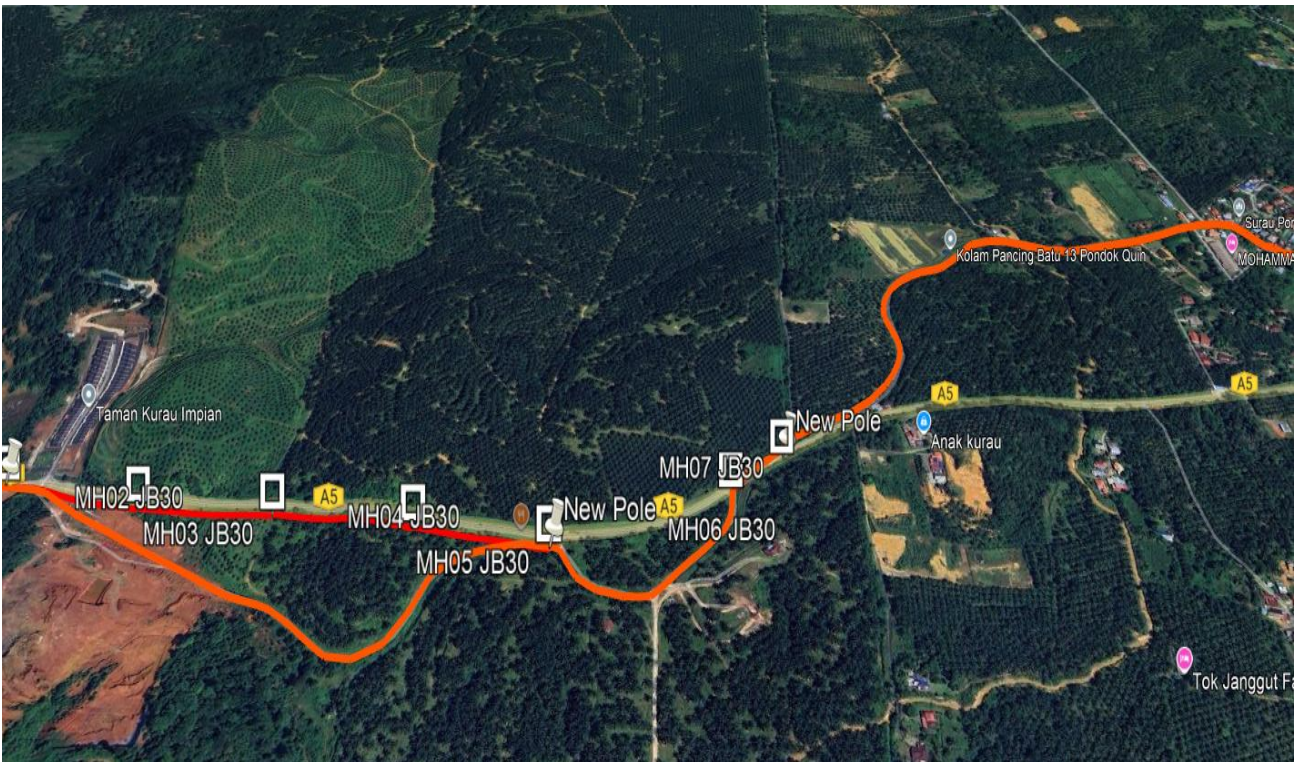 Surau Por
Kolam Pancing Batu 13 Pondok Quin
MOHAMMA
A5
A5
Taman Kurau Impian
New Pole
Anak kurau
MH07 JB30
MH02 JB30
A5
New Pole
A5
MH04 JB30
MH03 JB30
MH06 JB30
MH05 JB30
Tok Janggut Fa